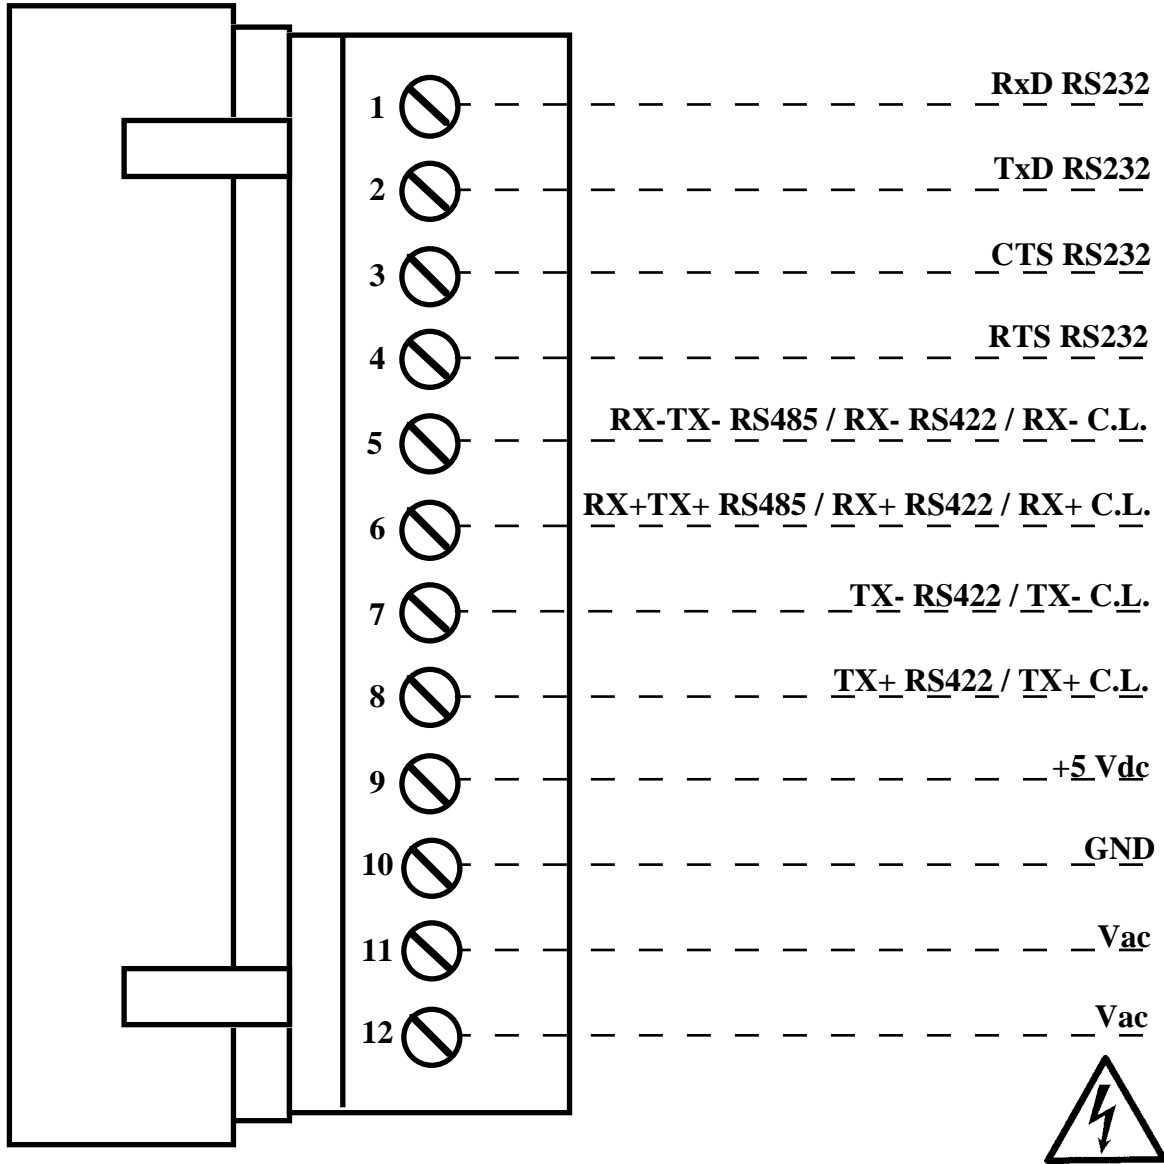 1 RxD RS232
2 TxD RS232
3 CTS RS232
4 RTS RS232
5 RX-TX- RS485 / RX- RS422 / RX- C.L.
6 RX+TX+ RS485 / RX+ RS422 / RX+ C.L.
7 TX- RS422 / TX- C.L.
8 TX+ RS422 / TX+ C.L.
9 +5 Vdc
10 GND
11 Vac
12 Vac